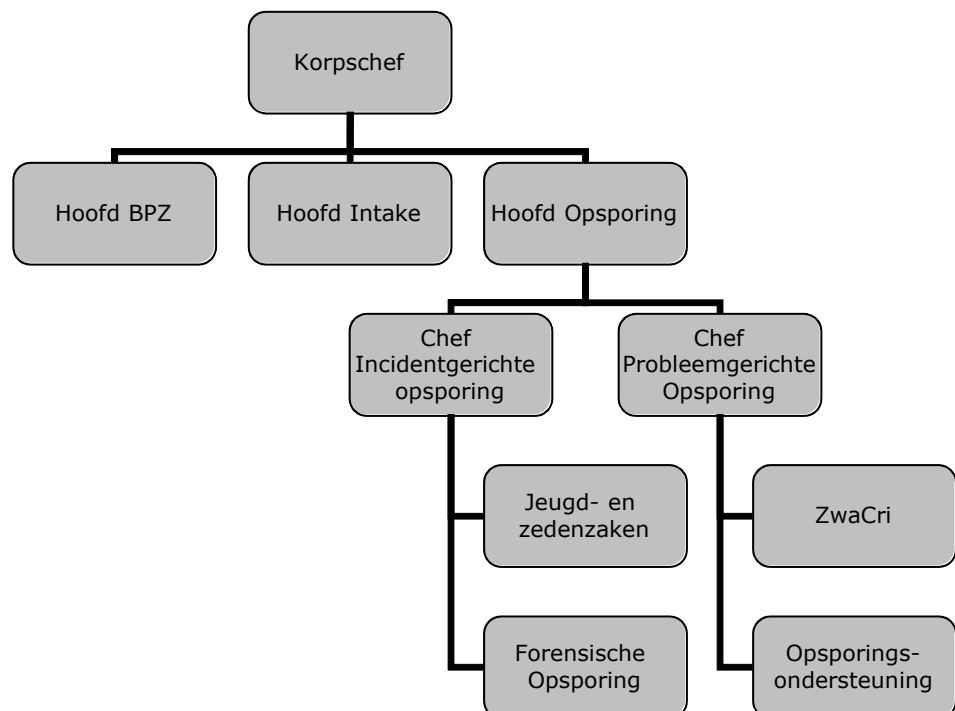 Korpschef
Hoofd BPZ
Hoofd Intake
Hoofd Opsporing
Chef
Incidentgerichte
opsporing
Chef
Probleemgerichte
Opsporing
Jeugd- en
zedenzaken
ZwaCri
Forensische
Opsporing
Opsporings-
ondersteuning